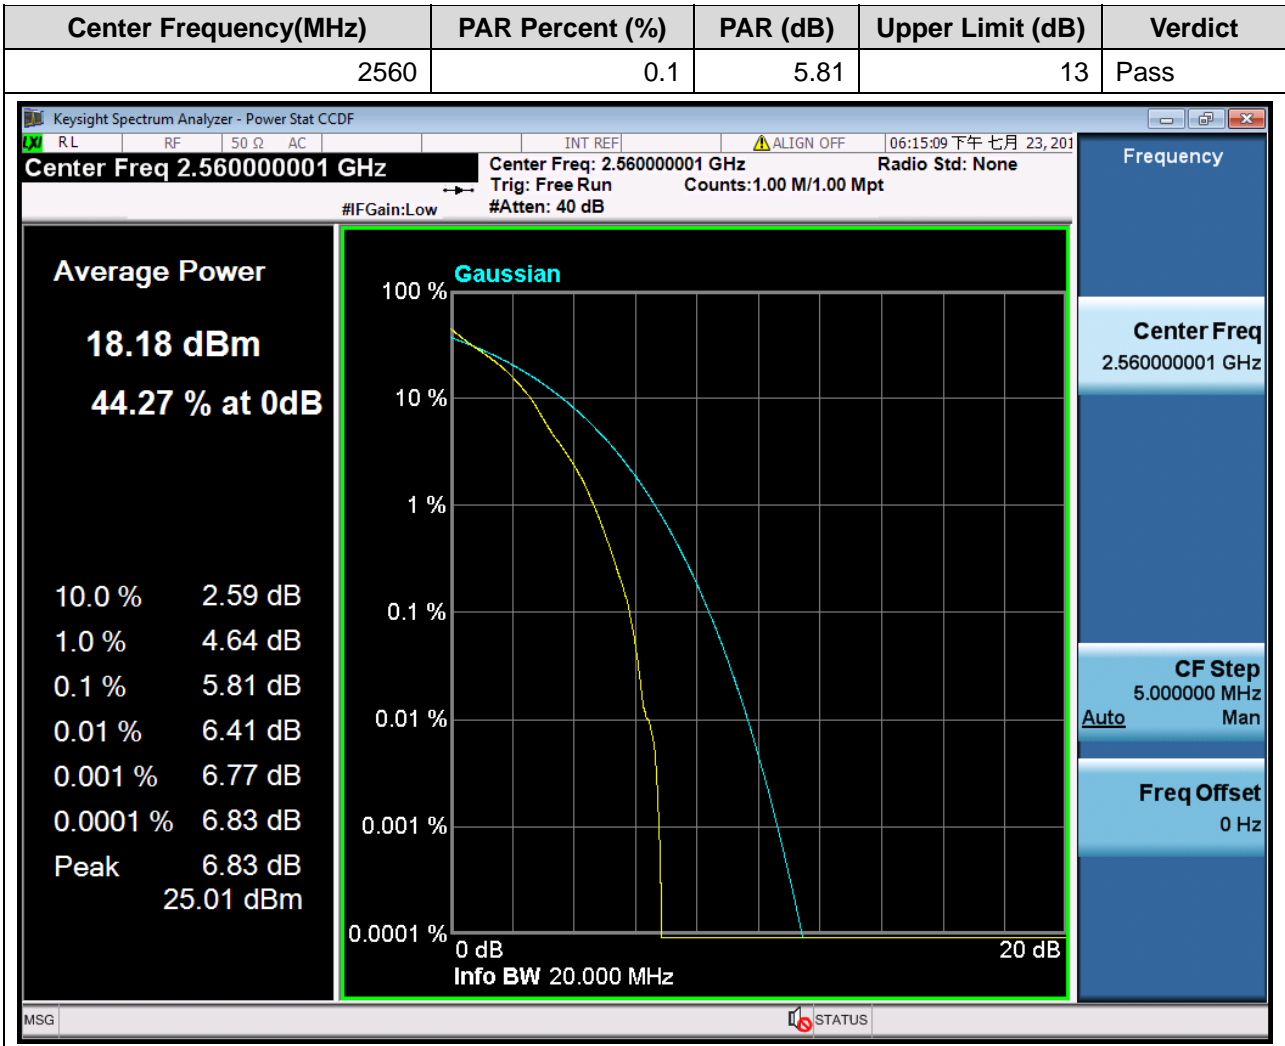 Center Frequency(MHz) PAR Percent (%) PAR (dB) Upper Limit (dB) Verdict
2560 0.1 5.81 13 Pass
Keysight Spectrum Analyzer - Power Stat CCDF
LXI RL RF 50 Ω AC INT REF ALIGN OFF 06:15:09 下午 七月 23, 201
Center Freq 2.560000001 GHz
Center Freq: 2.560000001 GHz Radio Std: None
Trig: Free Run Counts:1.00 M/1.00 Mpt
#IFGain:Low #Atten: 40 dB
Average Power
18.18 dBm
44.27 % at 0dB
10.0 % 2.59 dB
1.0 % 4.64 dB
0.1 % 5.81 dB
0.01 % 6.41 dB
0.001 % 6.77 dB
0.0001 % 6.83 dB
Peak 6.83 dB
25.01 dBm
Gaussian
100 %
10 %
1 %
0.1 %
0.01 %
0.001 %
0.0001 %
0 dB 20 dB
Info BW 20.000 MHz
Frequency
Center Freq
2.560000001 GHz
CF Step
5.000000 MHz
Auto Man
Freq Offset
0 Hz
MSG STATUS